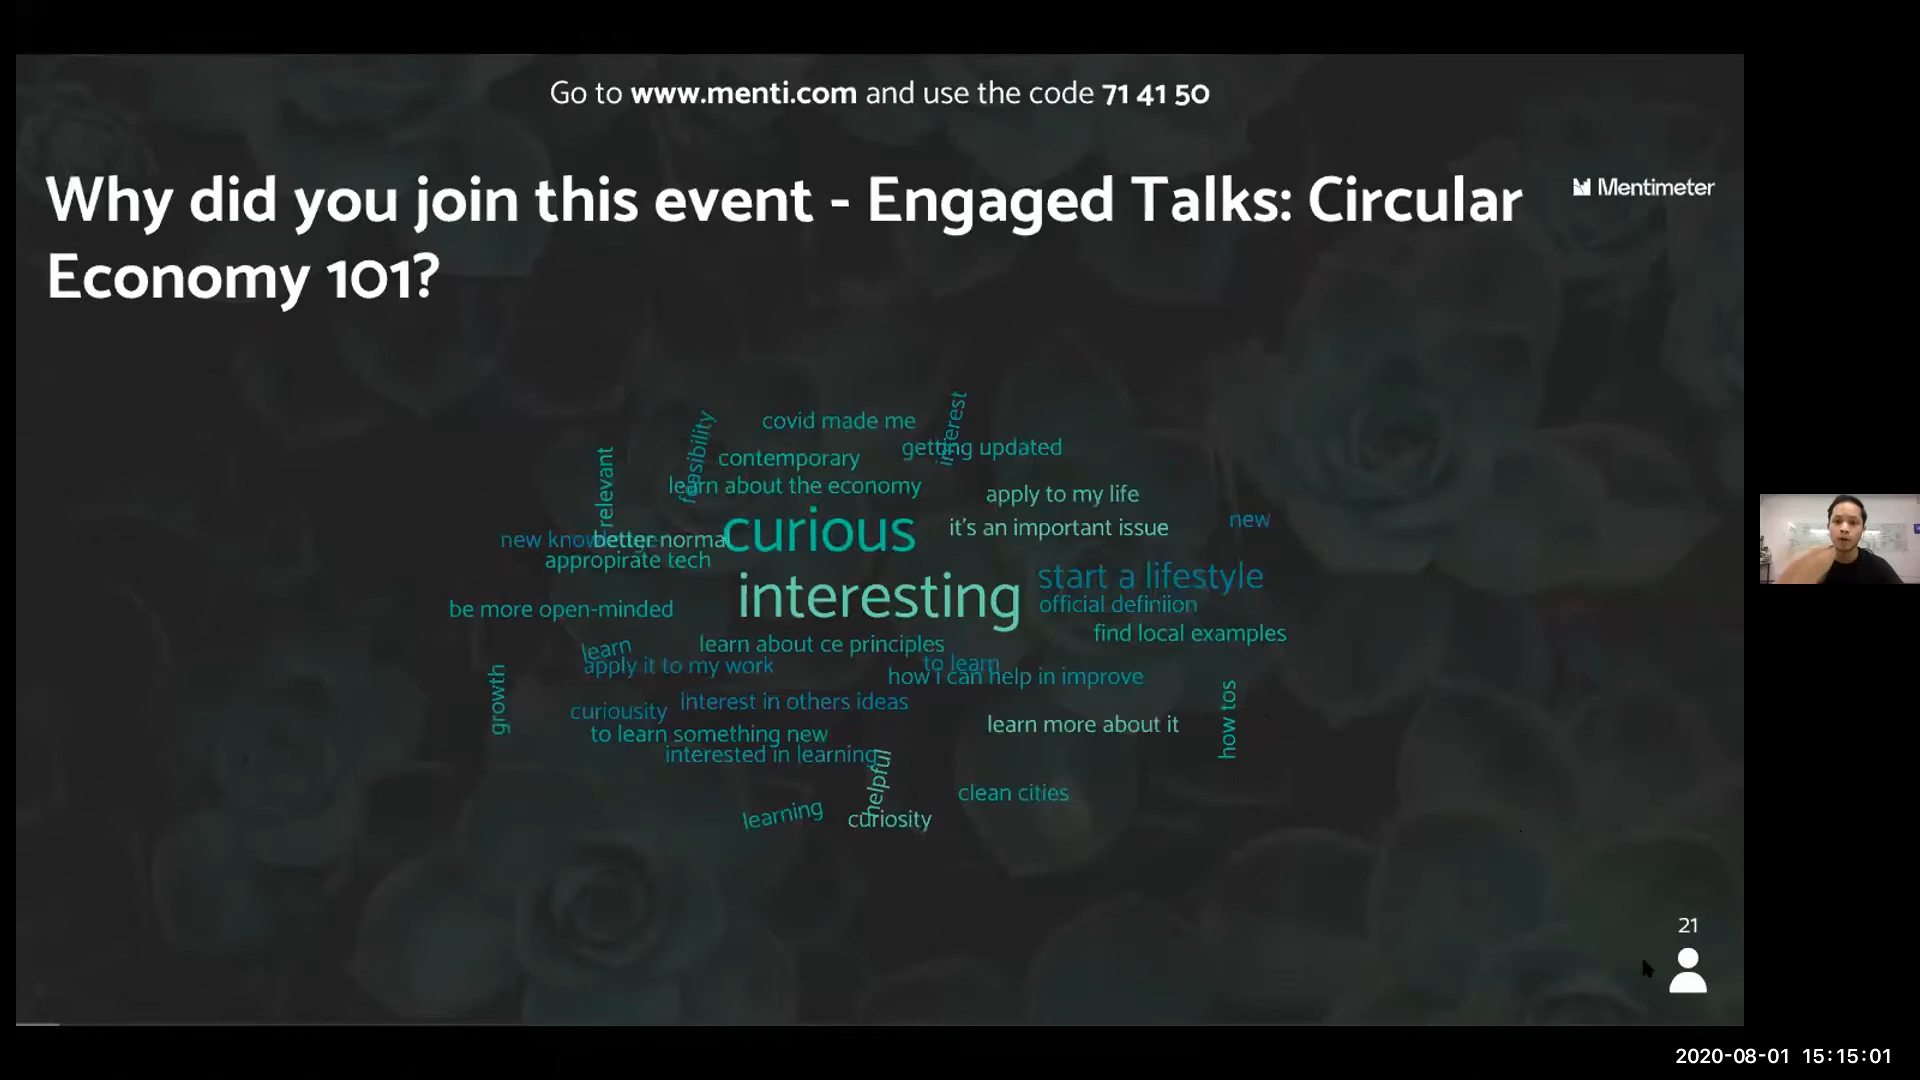 Go to www.menti.com and use the code 71 41 50
Why did you join this event - Engaged Talks: Circular
Economy 101?
Mentimeter
interest
covid made me
feasibility
getting updated
relevant
contemporary
learn about the economy
apply to my life
curious
it's an important issue
new
new knowledge
better norma
appropirate tech
interesting
start a lifestyle
official definiion
be more open-minded
find local examples
learn
learn about ce principles
apply it to my work
to learn
how i can help in improve
growth
how tos
interest in others ideas
curiousity
learn more about it
to learn something new
interested in learning
helpful
clean cities
learning
curiosity
21
2020-08-01 15:15:01